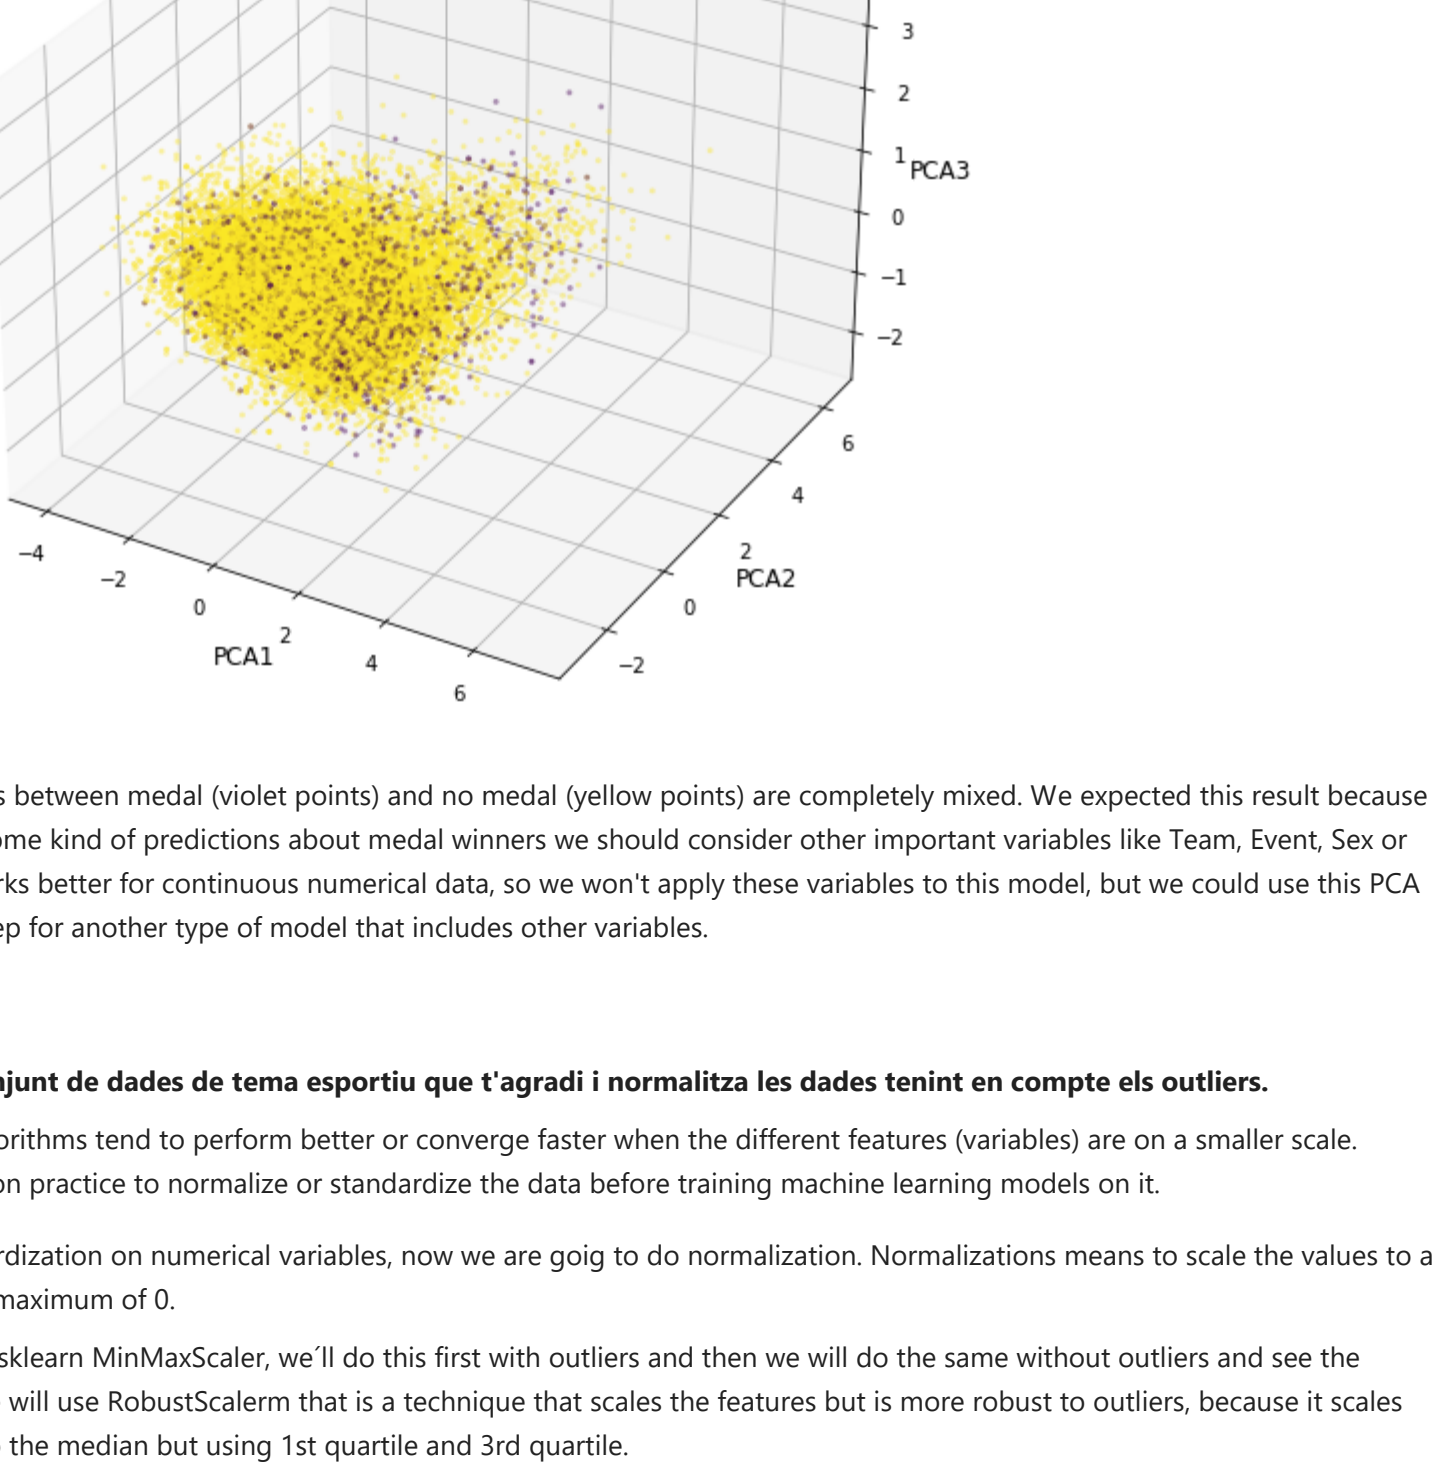 3
2
1
PCA3
0
−1
−2
6
4
2
PCA2
0
−2
−4
−2
0
2
PCA1
4
6
s between medal (violet points) and no medal (yellow points) are completely mixed. We expected this result because
ome kind of predictions about medal winners we should consider other important variables like Team, Event, Sex or
rks better for continuous numerical data, so we won't apply these variables to this model, but we could use this PCA
ep for another type of model that includes other variables.
njunt de dades de tema esportiu que t'agradi i normalitza les dades tenint en compte els outliers.
orithms tend to perform better or converge faster when the different features (variables) are on a smaller scale.
on practice to normalize or standardize the data before training machine learning models on it.
rdization on numerical variables, now we are goig to do normalization. Normalizations means to scale the values to a
maximum of 0.
sklearn MinMaxScaler, we´ll do this first with outliers and then we will do the same without outliers and see the
will use RobustScalerm that is a technique that scales the features but is more robust to outliers, because it scales
the median but using 1st quartile and 3rd quartile.